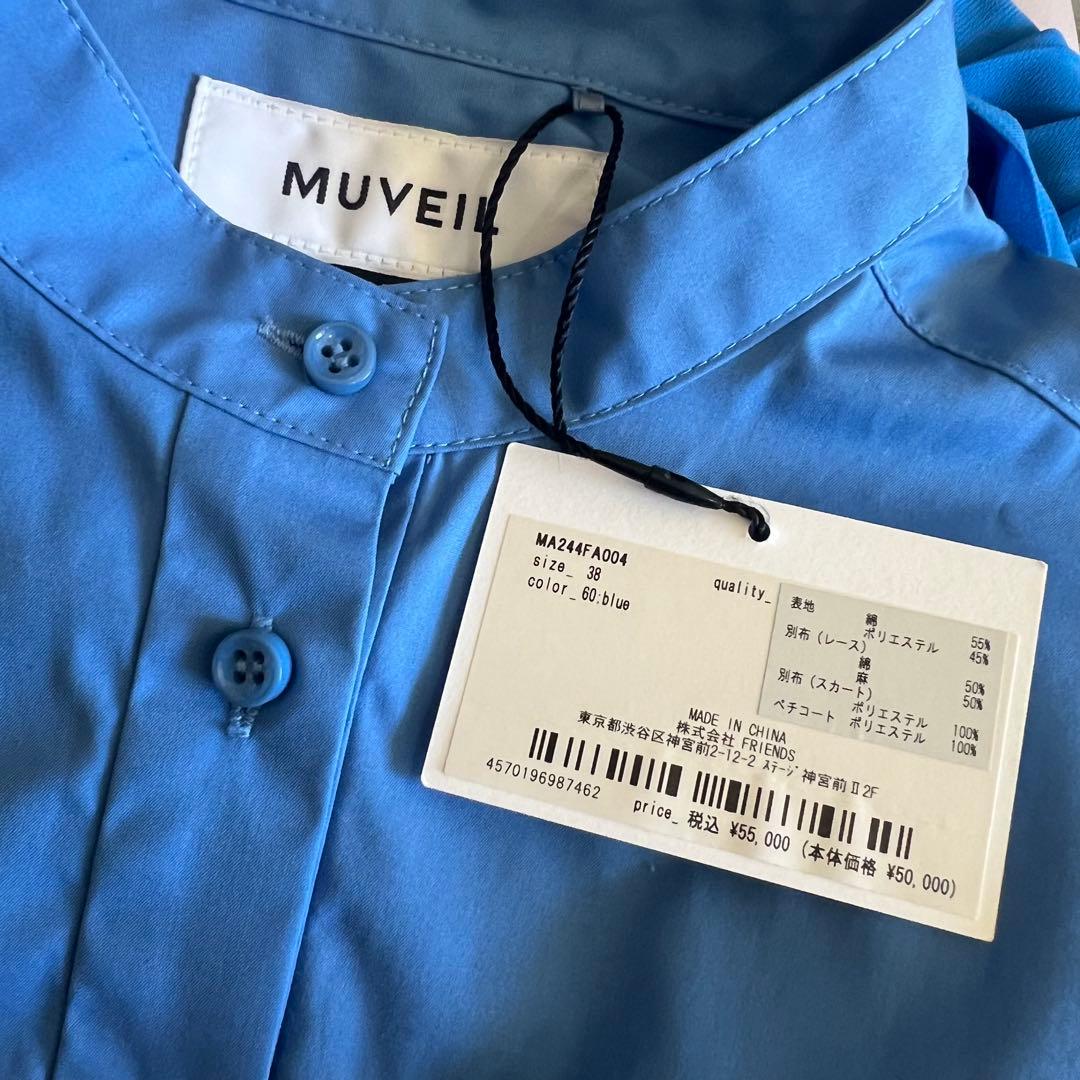 MUVEIL
MA244FA004
size_ 38
color_ 60:blue
quality_
表地 綿 55%
ポリエステル 45%
別布(レース)
綿 50%
麻 50%
別布(スカート)
ポリエステル 100%
ペチコート ポリエステル 100%
MADE IN CHINA
株式会社 FRIENDS
東京都渋谷区神宮前2-12-2 ステージ神宮前Ⅱ2F
4570196987462
price_ 税込 ¥55,000 (本体価格 ¥50,000)